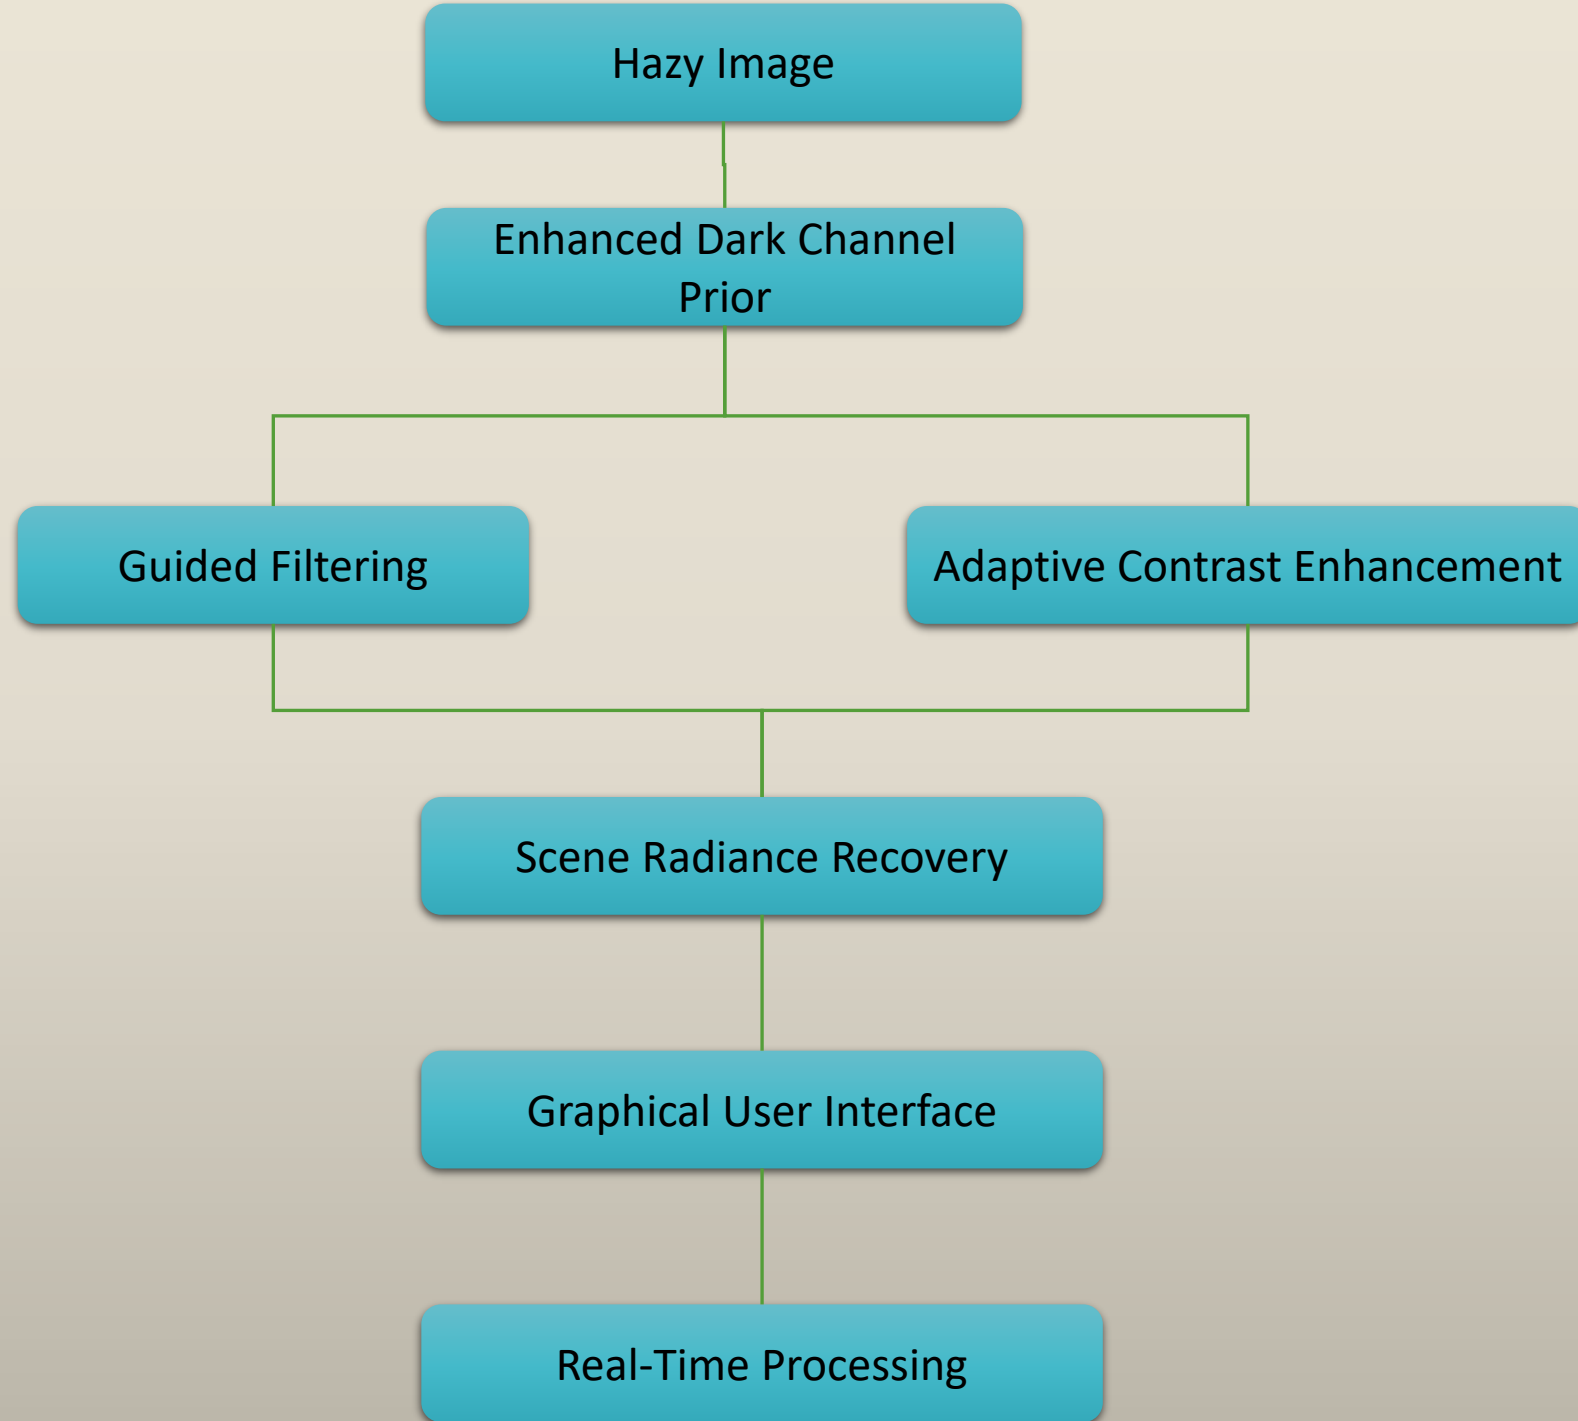 Hazy Image
Enhanced Dark Channel
Prior
Guided Filtering
Adaptive Contrast Enhancement
Scene Radiance Recovery
Graphical User Interface
Real-Time Processing